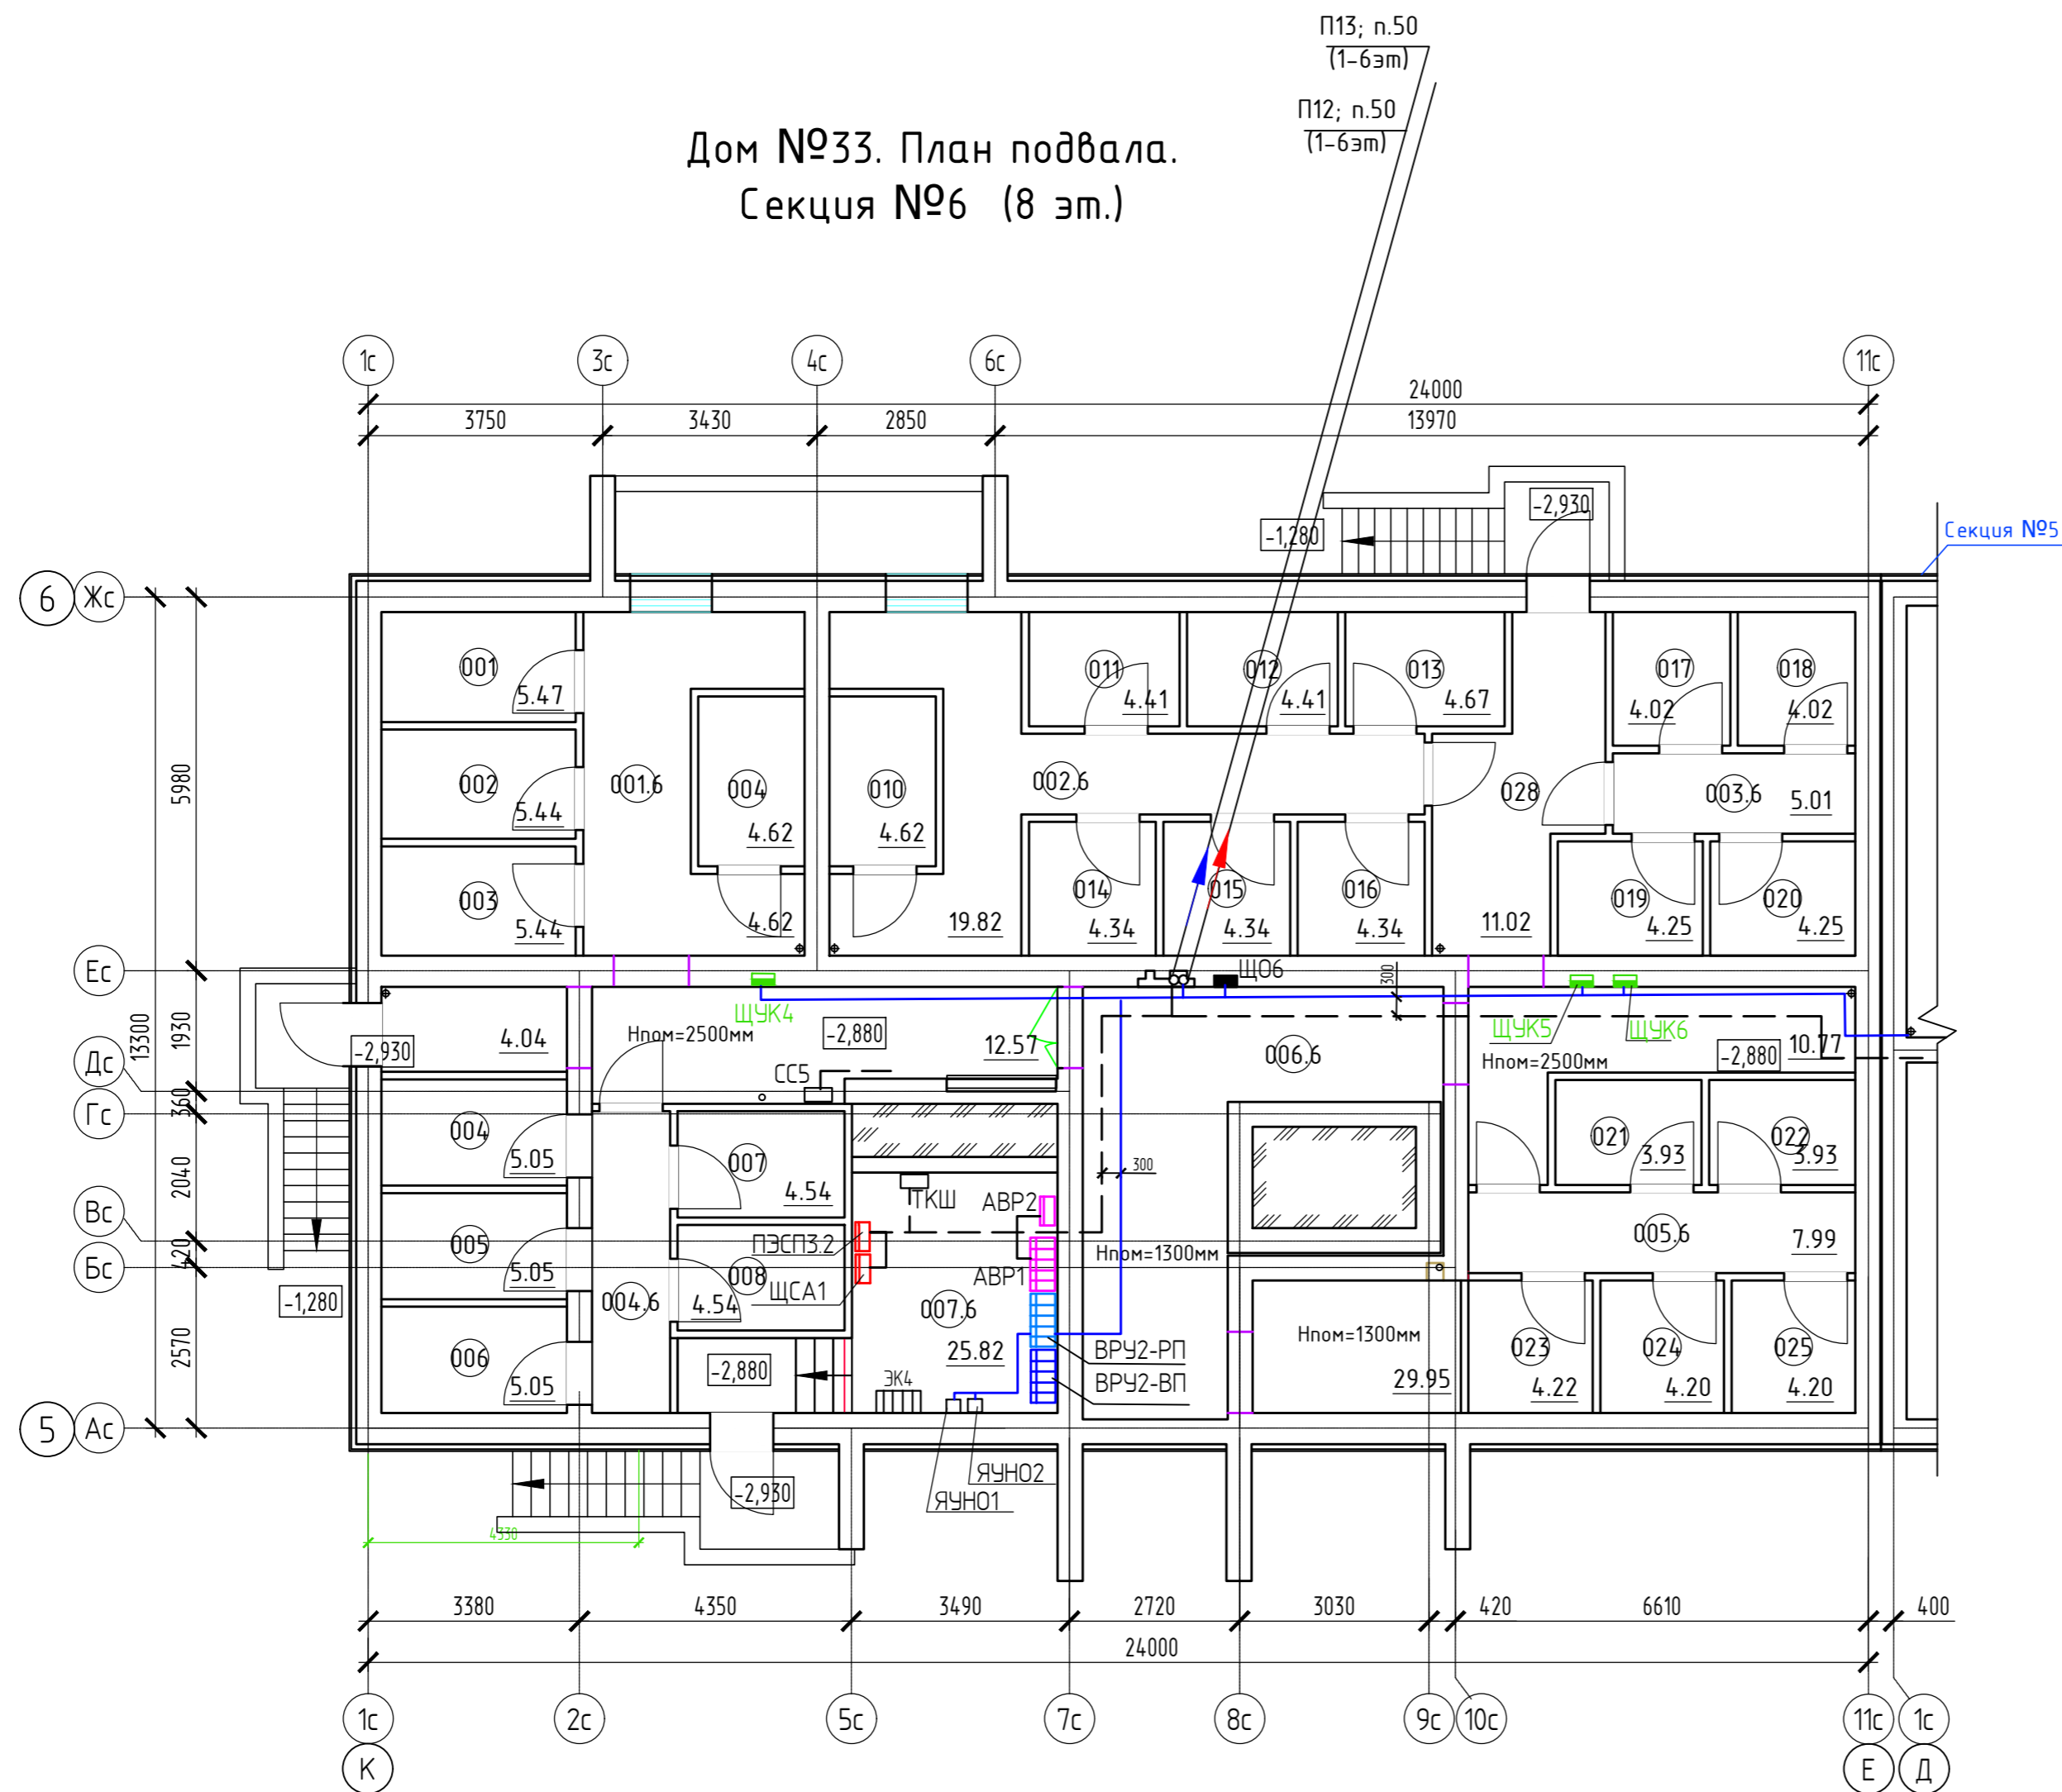 П13; п.50
(1-6эт)
П12; п.50
(1-6эт)
Дом №33. План подвала.
Секция №6 (8 эт.)
1с 3с 4с 6с 11с
24000
3750 3430 2850 13970
-2,930
-1,280
Секция №5
6 Жс
001 5.47
002 5.44
003 5.44
001.6
004 4.62
4.62
010 4.62
19.82
011 4.41
012 4.41
013 4.67
002.6
014 4.34
015 4.34
016 4.34
028
11.02
017 4.02
018 4.02
003.6 5.01
019 4.25
020 4.25
5980
Ес
13300
1930
Дс
360
Гс
2040
Вс
420
Бс
2570
5 Ас
-2,930
4.04
ЩУК4
Нпом=2500мм
-2,880
12.57
СС5
ЩО6
300
006.6
ЩУК5
ЩУК6
Нпом=2500мм
-2,880
10.77
004 5.05
005 5.05
006 5.05
-1,280
004.6
007 4.54
008 4.54
-2,880
ТКШ
ПЭСПЗ.2
ЩСА1
АВР2
АВР1
300
Нпом=1300мм
007.6
25.82
ЭК4
ВРУ2-РП
ВРУ2-ВП
Нпом=1300мм
29.95
021 3.93
022 3.93
005.6 7.99
023 4.22
024 4.20
025 4.20
ЯУНО2
ЯУНО1
-2,930
4330
3380 4350 3490 2720 3030 420 6610 400
24000
1с 2с 5с 7с 8с 9с 10с 11с 1с
К Е Д